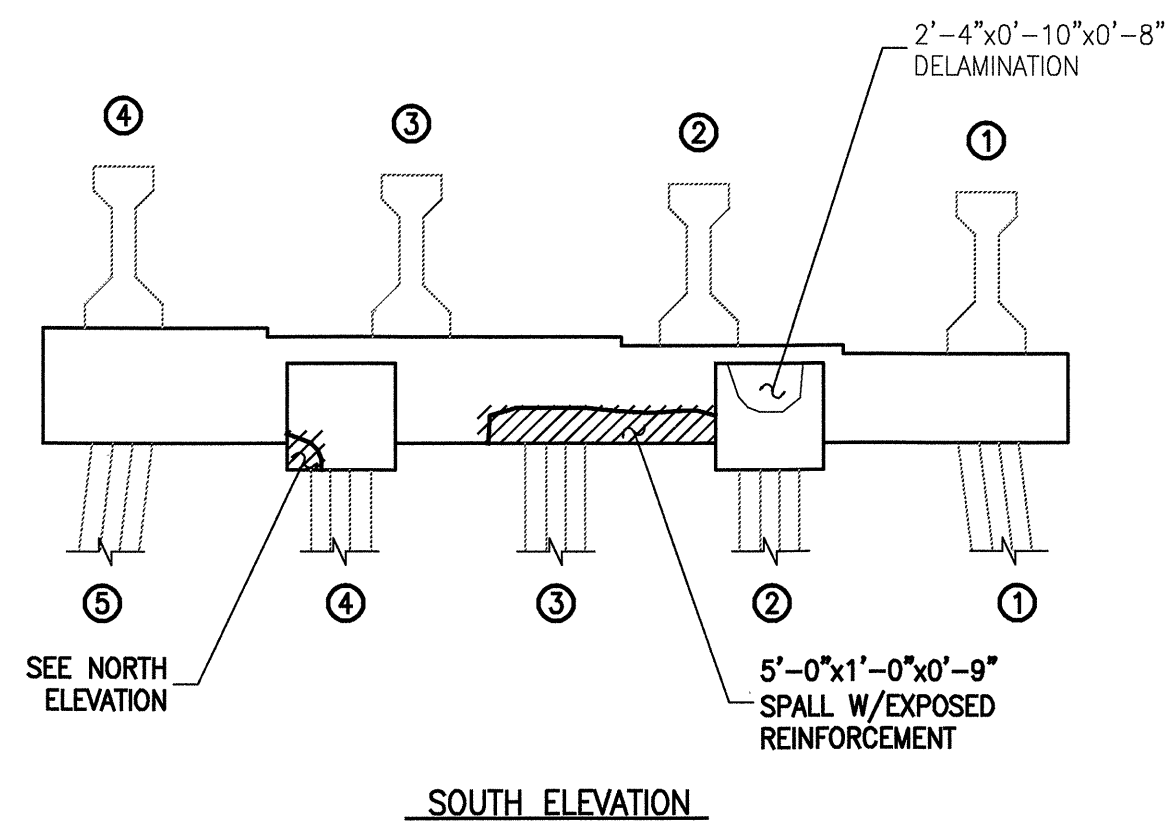 2'-4"x0'-10"x0'-8"
DELAMINATION
4
3
2
1
5
4
3
2
1
SEE NORTH
ELEVATION
5'-0"x1'-0"x0'-9"
SPALL W/EXPOSED
REINFORCEMENT
SOUTH ELEVATION